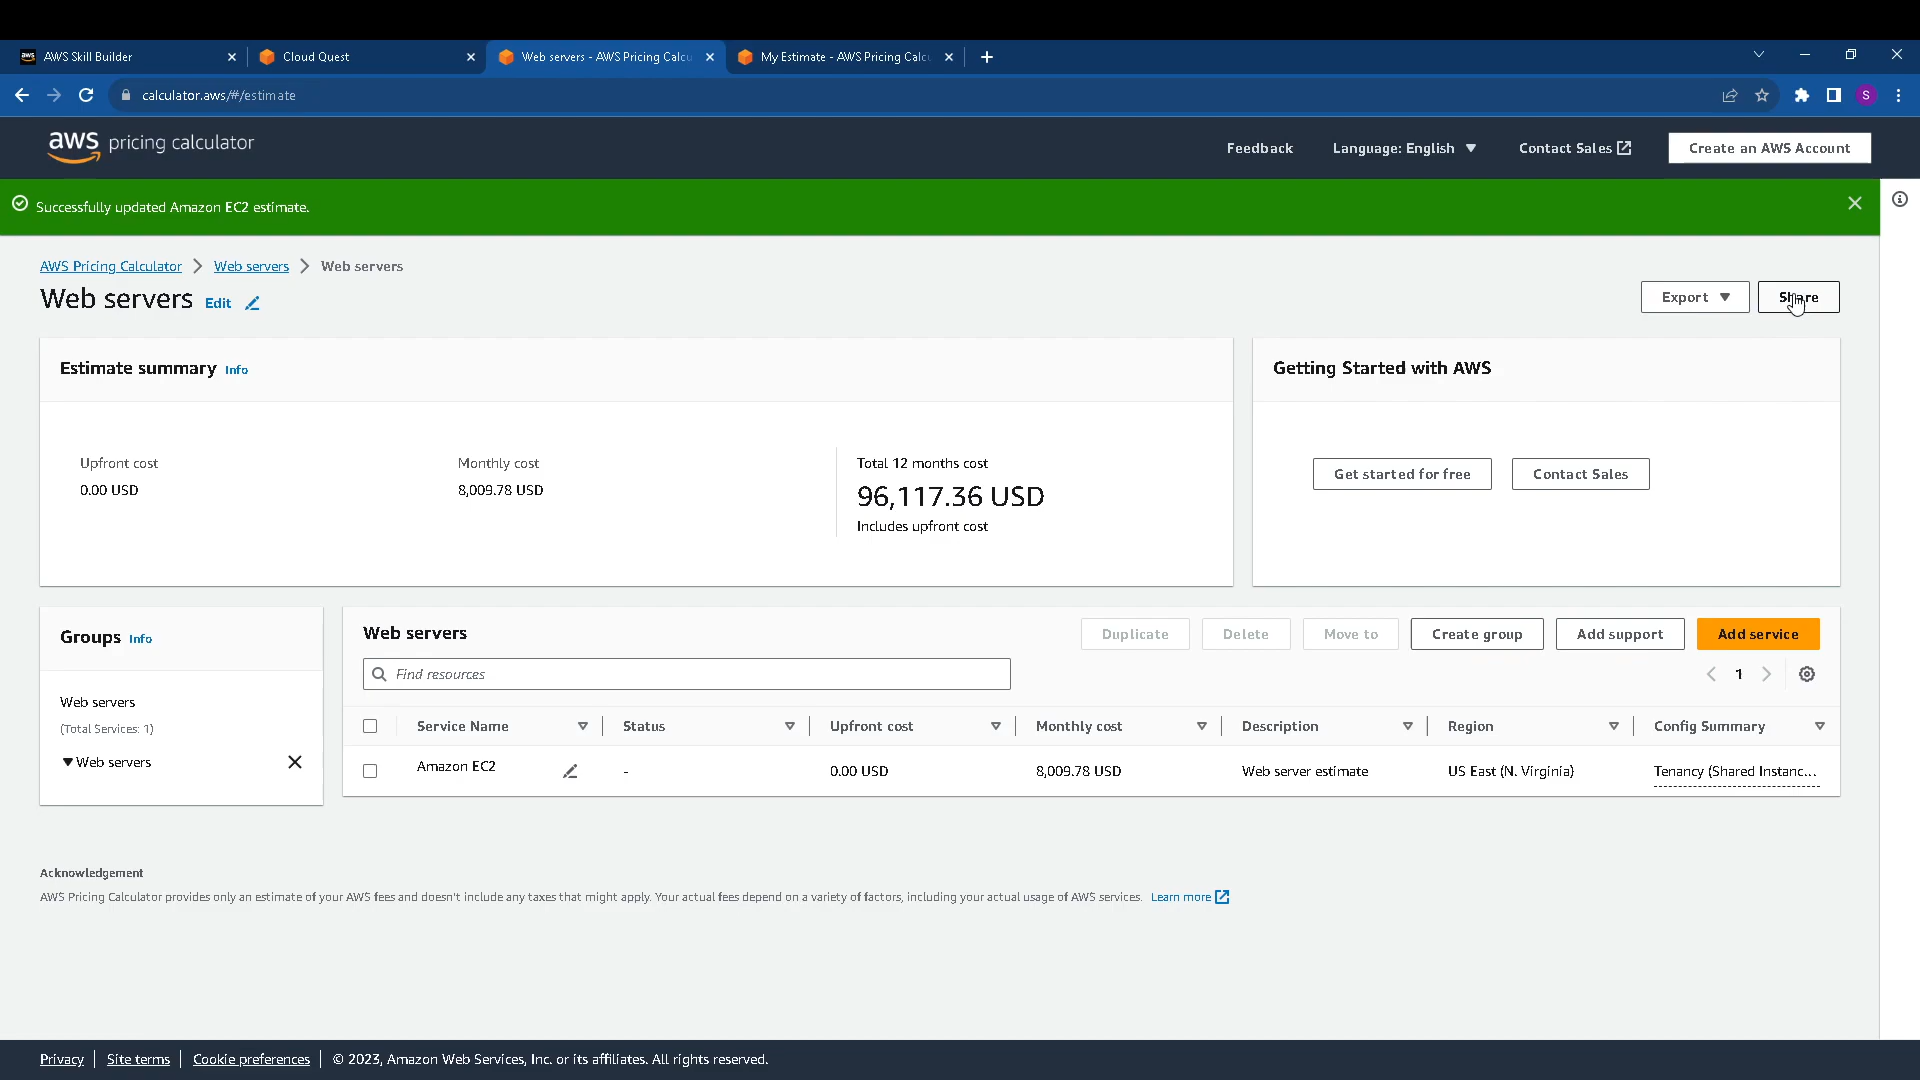 aws AWS Skill Builder
Cloud Quest
Web servers - AWS Pricing Calcu
My Estimate - AWS Pricing Calc
calculator.aws/#/estimate
S
aws pricing calculator
Feedback
Language: English
Contact Sales
Create an AWS Account
Successfully updated Amazon EC2 estimate.
AWS Pricing Calculator
Web servers
Web servers
Web servers
Edit
Export
Share
Estimate summary
Info
Getting Started with AWS
Upfront cost
0.00 USD
Monthly cost
8,009.78 USD
Total 12 months cost
96,117.36 USD
Includes upfront cost
Get started for free
Contact Sales
Groups
Info
Web servers
(Total Services: 1)
Web servers
Web servers
Duplicate
Delete
Move to
Create group
Add support
Add service
Find resources
1
Service Name
Status
Upfront cost
Monthly cost
Description
Region
Config Summary
Amazon EC2
-
0.00 USD
8,009.78 USD
Web server estimate
US East (N. Virginia)
Tenancy (Shared Instanc...
Acknowledgement
AWS Pricing Calculator provides only an estimate of your AWS fees and doesn't include any taxes that might apply. Your actual fees depend on a variety of factors, including your actual usage of AWS services. Learn more
Privacy
Site terms
Cookie preferences
© 2023, Amazon Web Services, Inc. or its affiliates. All rights reserved.